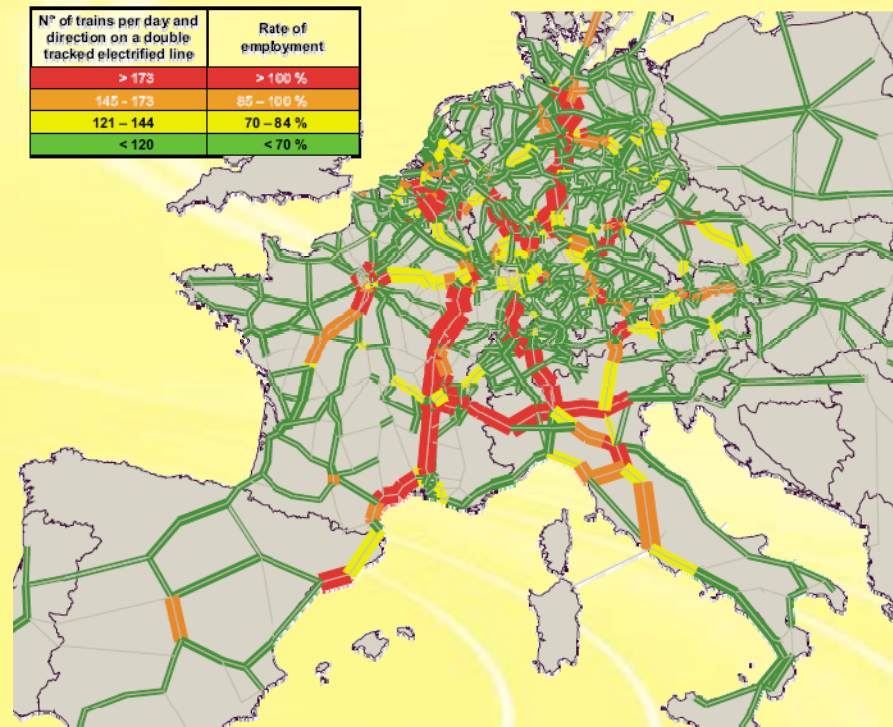 N° of trains per day and
direction on a double
tracked electrified line
Rate of
employment
> 173
> 100 %
145 - 173
85 – 100 %
121 – 144
70 – 84 %
< 120
< 70 %